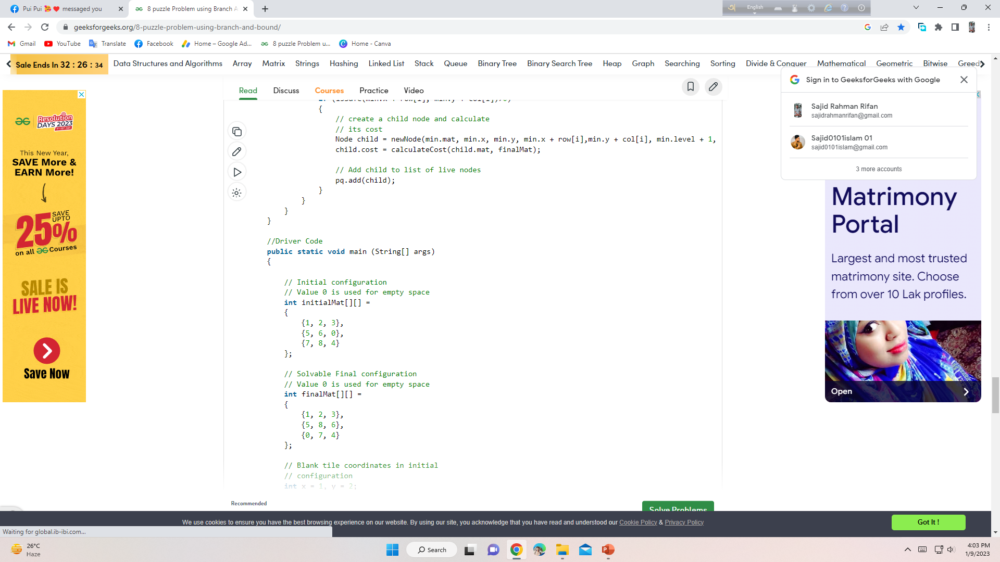 Pui Pui 🥰 ❤️ messaged you
8 puzzle Problem using Branch A
English
geeksforgeeks.org/8-puzzle-problem-using-branch-and-bound/
Gmail
YouTube
Translate
Facebook
Home – Google Ad...
8 puzzle Problem u...
Home - Canva
Sale Ends In 32 : 26 : 34
Data Structures and Algorithms
Array
Matrix
Strings
Hashing
Linked List
Stack
Queue
Binary Tree
Binary Search Tree
Heap
Graph
Searching
Sorting
Divide & Conquer
Mathematical
Geometric
Bitwise
Greed
Read
Discuss
Courses
Practice
Video
{
// create a child node and calculate
// its cost
Node child = newNode(min.mat, min.x, min.y, min.x + row[i],min.y + col[i], min.level + 1,
child.cost = calculateCost(child.mat, finalMat);
// Add child to list of live nodes
pq.add(child);
}
}
}
}
//Driver Code
public static void main (String[] args)
{
// Initial configuration
// Value 0 is used for empty space
int initialMat[][] =
{
{1, 2, 3},
{5, 6, 0},
{7, 8, 4}
};
// Solvable Final configuration
// Value 0 is used for empty space
int finalMat[][] =
{
{1, 2, 3},
{5, 8, 6},
{0, 7, 4}
};
// Blank tile coordinates in initial
// configuration
int x = 1, y = 2;
Resolution
DAYS 2023
This New Year,
SAVE More &
EARN More!
SAVE
UPTO
25%
on all GG Courses
SALE IS
LIVE NOW!
Save Now
Sign in to GeeksforGeeks with Google
Sajid Rahman Rifan
sajidrahmanrifan@gmail.com
Sajid0101islam 01
sajid0101islam@gmail.com
3 more accounts
Matrimony
Portal
Largest and most trusted
matrimony site. Choose
from over 10 Lak profiles.
Open
Recommended
Solve Problems
We use cookies to ensure you have the best browsing experience on our website. By using our site, you acknowledge that you have read and understood our Cookie Policy & Privacy Policy
Got It !
Waiting for global.ib-ibi.com...
26°C
Haze
Search
4:03 PM
1/9/2023